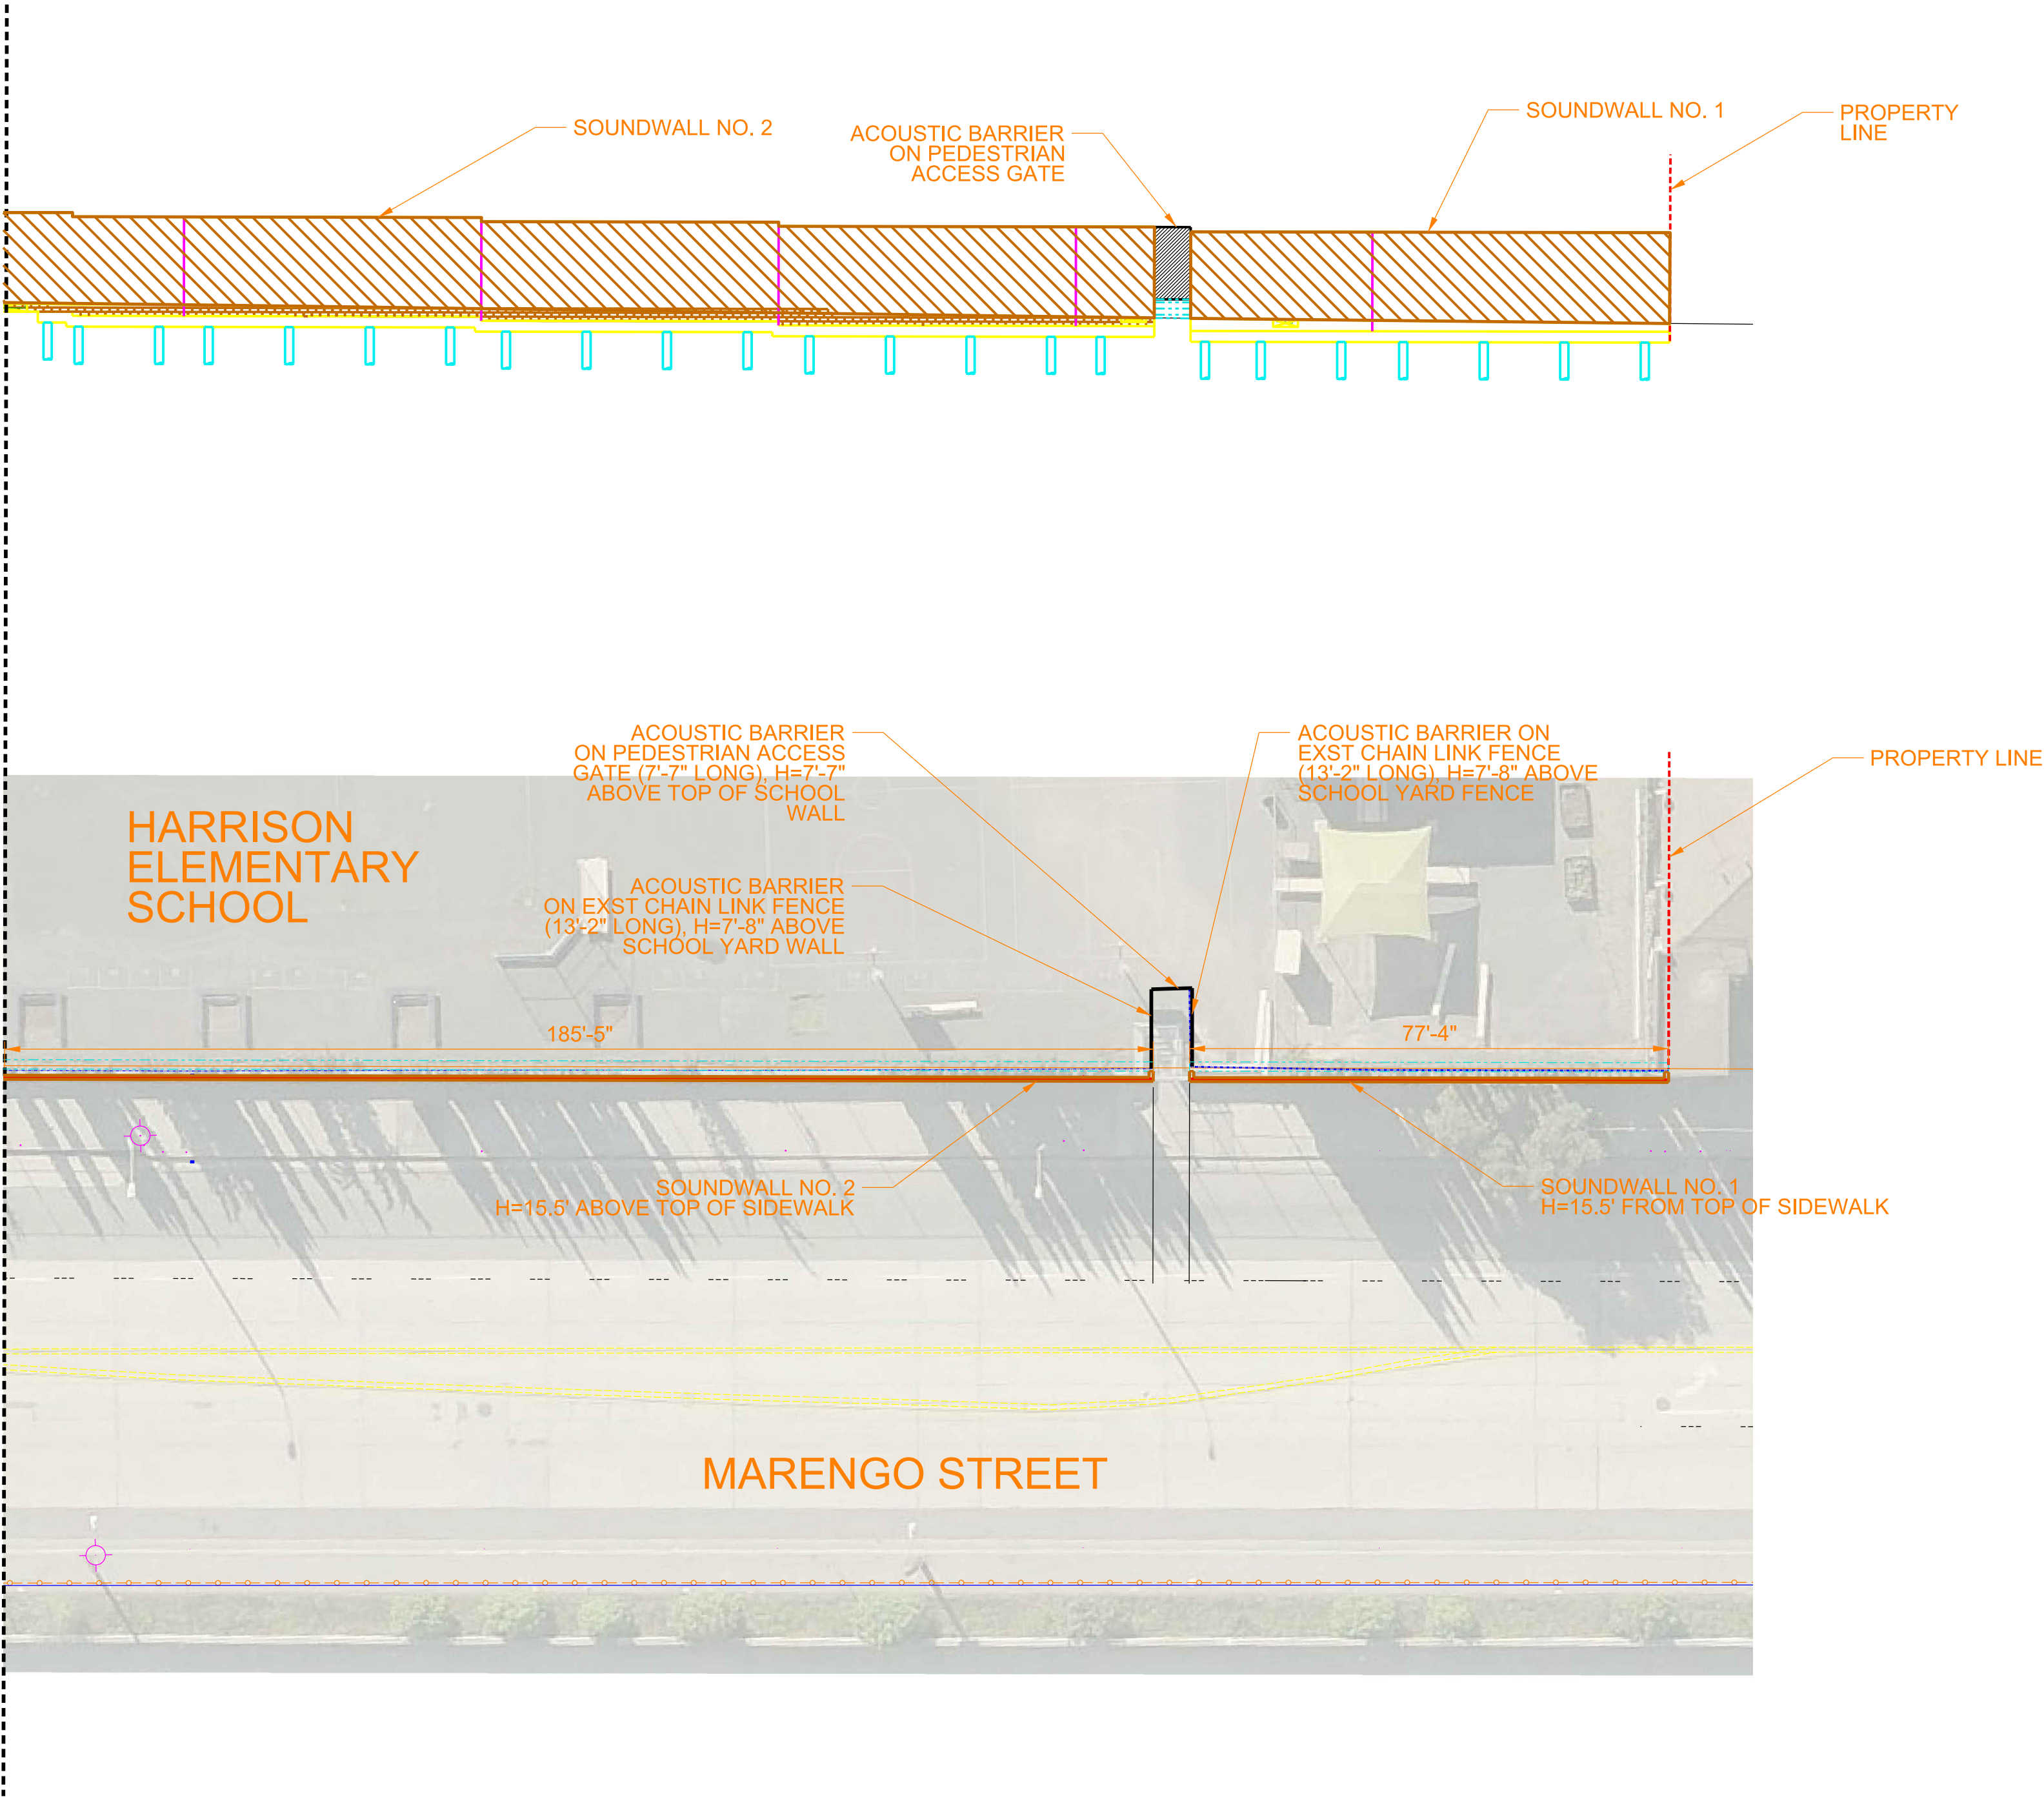 SOUNDWALL NO. 2
ACOUSTIC BARRIER
ON PEDESTRIAN
ACCESS GATE
SOUNDWALL NO. 1
PROPERTY
LINE
ACOUSTIC BARRIER
ON PEDESTRIAN ACCESS
GATE (7'-7" LONG), H=7'-7"
ABOVE TOP OF SCHOOL
WALL
ACOUSTIC BARRIER ON
EXST CHAIN LINK FENCE
(13'-2" LONG), H=7'-8" ABOVE
SCHOOL YARD FENCE
PROPERTY LINE
HARRISON
ELEMENTARY
SCHOOL
ACOUSTIC BARRIER
ON EXST CHAIN LINK FENCE
(13'-2" LONG), H=7'-8" ABOVE
SCHOOL YARD WALL
185'-5"
77'-4"
SOUNDWALL NO. 2
H=15.5' ABOVE TOP OF SIDEWALK
SOUNDWALL NO. 1
H=15.5' FROM TOP OF SIDEWALK
MARENGO STREET